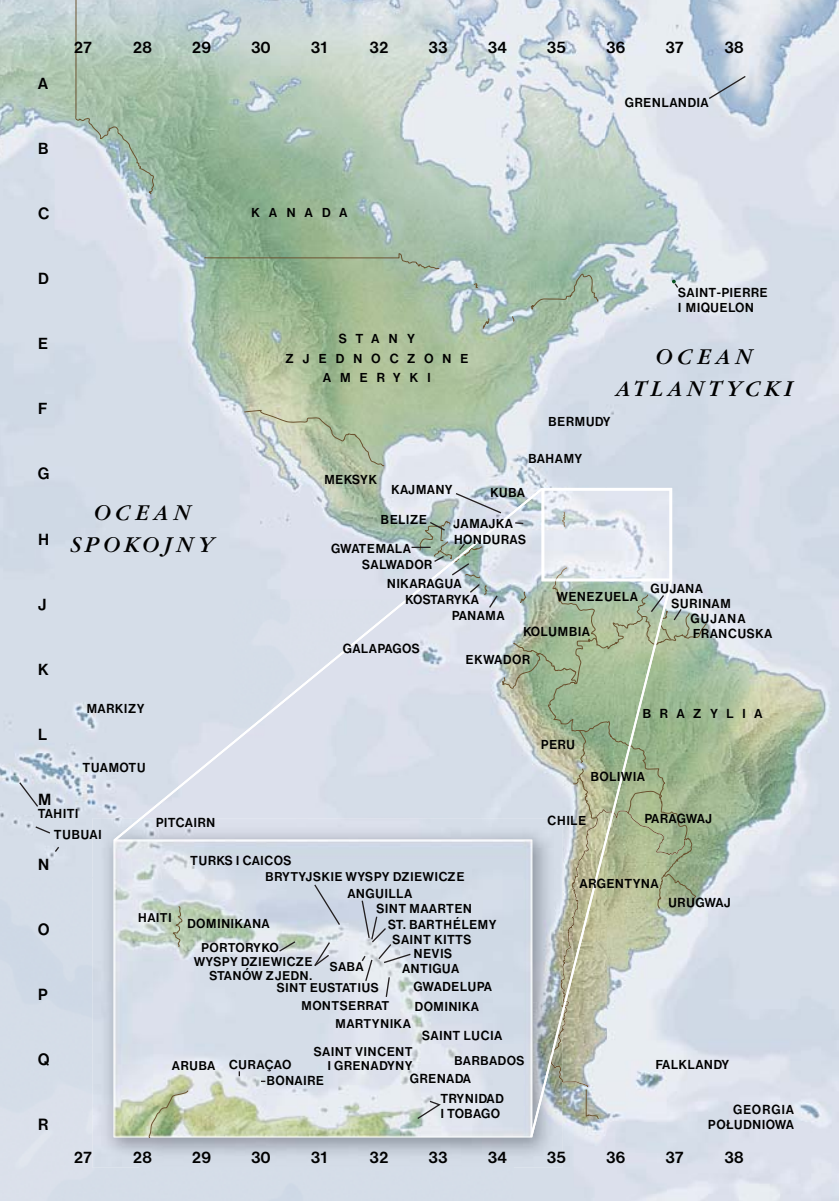 27 28 29 30 31 32 33 34 35 36 37 38
A
GRENLANDIA
B
C
KANADA
D
SAINT-PIERRE
I MIQUELON
E
STANY
ZJEDNOCZONE
AMERYKI
OCEAN
ATLANTYCKI
F
BERMUDY
BAHAMY
G
MEKSYK
KAJMANY
KUBA
OCEAN
SPOKOJNY
BELIZE
JAMAJKA
H
HONDURAS
GWATEMALA
SALWADOR
NIKARAGUA
KOSTARYKA
PANAMA
J
WENEZUELA
GUJANA
SURINAM
GUJANA
FRANCUSKA
KOLUMBIA
GALAPAGOS
EKWADOR
K
MARKIZY
BRAZYLIA
L
PERU
TUAMOTU
BOLIWIA
M
TAHITI
PITCAIRN
CHILE
PARAGWAJ
TUBUAI
N
TURKS I CAICOS
BRYTYJSKIE WYSPY DZIEWICZE
ARGENTYNA
ANGUILLA
URUGWAJ
SINT MAARTEN
HAITI
DOMINIKANA
ST. BARTHÉLEMY
O
SAINT KITTS
PORTORYKO
NEVIS
WYSPY DZIEWICZE
STANÓW ZJEDN.
SABA
ANTIGUA
SINT EUSTATIUS
GWADELUPA
P
MONTSERRAT
DOMINIKA
MARTYNIKA
SAINT LUCIA
SAINT VINCENT
I GRENADYNY
Q
BARBADOS
ARUBA
CURAÇAO
BONAIRE
GRENADA
FALKLANDY
TRYNIDAD
I TOBAGO
GEORGIA
POŁUDNIOWA
R
27 28 29 30 31 32 33 34 35 36 37 38